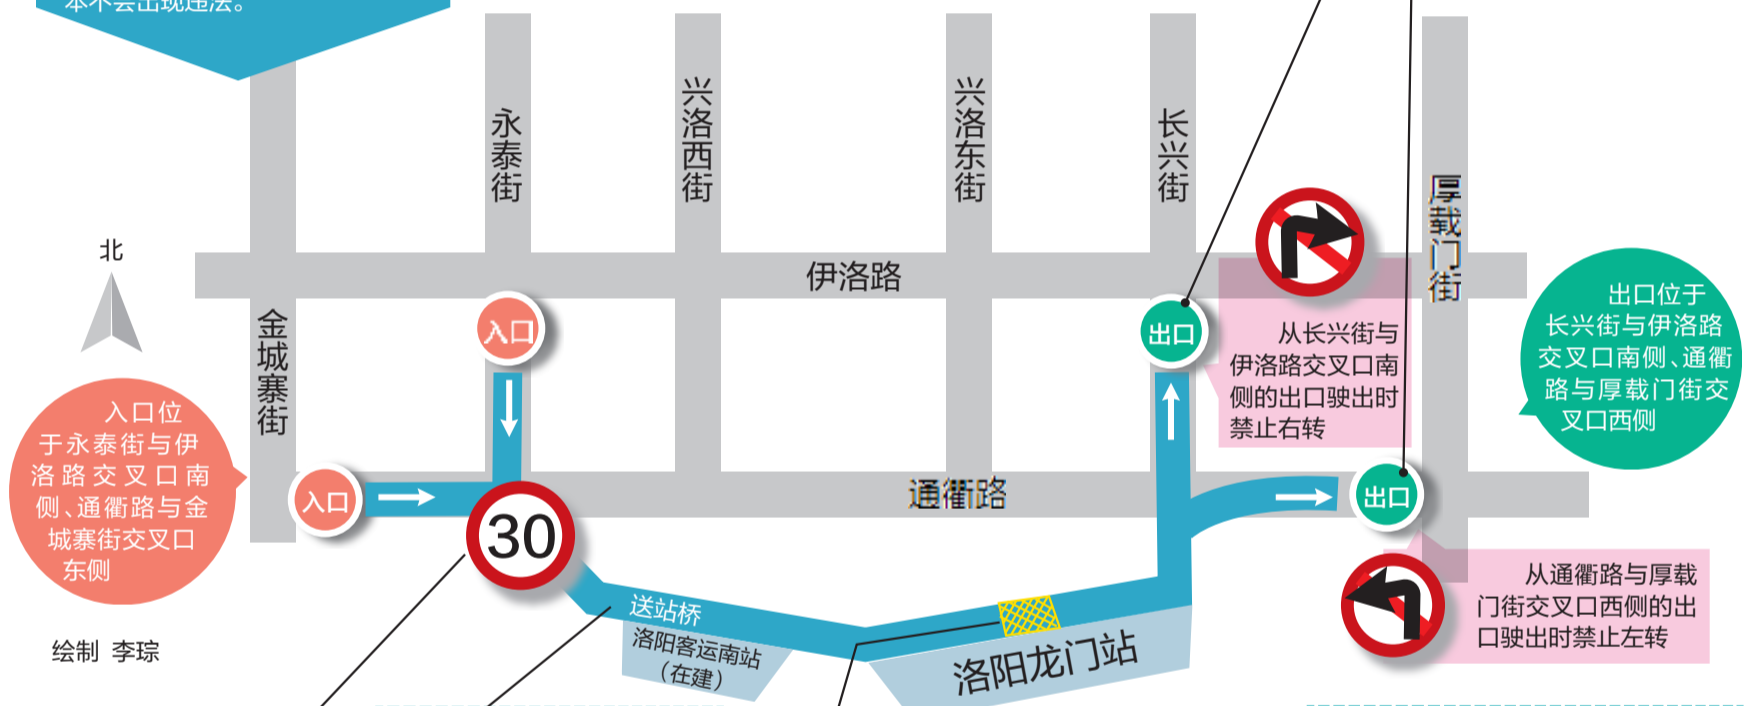 本不会出现违法。
永泰街
兴洛西街
兴洛东街
长兴街
厚载门街
北
伊洛路
金城寨街
入口
出口
从长兴街与
伊洛路交叉口南
侧的出口驶出时
禁止右转
出口位于
长兴街与伊洛路
交叉口南侧、通衢
路与厚载门街交
叉口西侧
入口位
于永泰街与伊
洛路交叉口南
侧、通衢路与金
城寨街交叉口
东侧
入口
通衢路
出口
30
送站桥
洛阳客运南站
（在建）
洛阳龙门站
从通衢路与厚载
门街交叉口西侧的出
口驶出时禁止左转
绘制 李琮